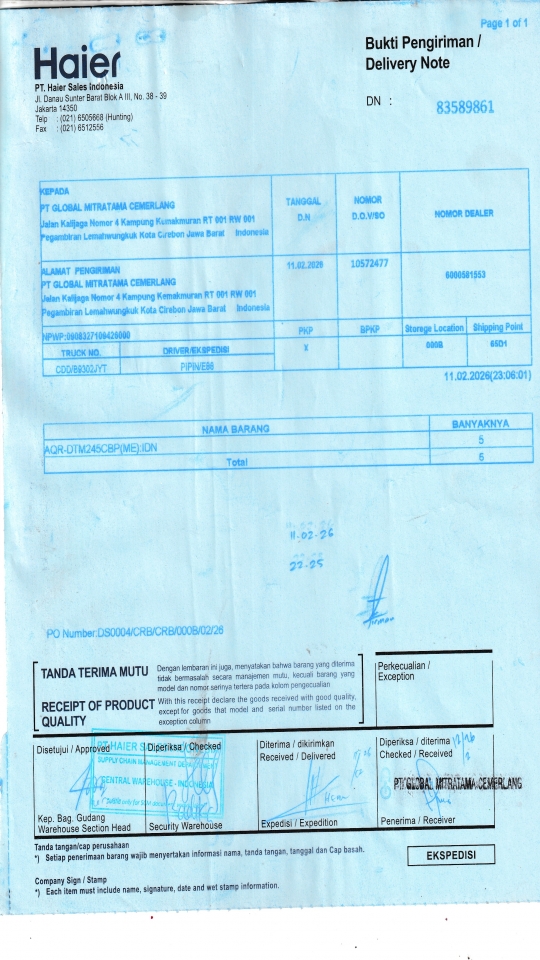 Page 1 of 1
Haier
Bukti Pengiriman /
Delivery Note
PT. Haier Sales Indonesia
Jl. Danau Sunter Barat Blok A III, No. 38 - 39
Jakarta 14350
Telp : (021) 6505668 (Hunting)
Fax : (021) 6512556
DN : 83589861
KEPADA
PT GLOBAL MITRATAMA CEMERLANG
Jalan Kalijaga Nomor 4 Kampung Kemakmuran RT 001 RW 001
Pegambiran Lemahwungkuk Kota Cirebon Jawa Barat Indonesia
TANGGAL
D.N
NOMOR
D.O.V/SO
NOMOR DEALER
ALAMAT PENGIRIMAN
PT GLOBAL MITRATAMA CEMERLANG
Jalan Kalijaga Nomor 4 Kampung Kemakmuran RT 001 RW 001
Pegambiran Lemahwungkuk Kota Cirebon Jawa Barat Indonesia
11.02.2026
10572477
6000581553
NPWP:
PKP
BPKP
Storage Location
Shipping Point
TRUCK NO.
DRIVER/EKSPEDISI
X
000B
65D1
CDD/B9302JYT
PIPIN/E86
11.02.2026(23:06:01)
NAMA BARANG
BANYAKNYA
AQR-DTM245CBP(ME):IDN
5
Total
11-02-26
22-25
PO Number:DS0004/CRB/CRB/000B/02/26
TANDA TERIMA MUTU
Dengan lembaran ini juga, menyatakan bahwa barang yang diterima
tidak bermasalah secara manajemen mutu, kecuali barang yang
model dan nomor serinya tertera pada kolom pengecualian
RECEIPT OF PRODUCT
QUALITY
With this receipt declare the goods received with good quality,
except for goods that model and serial number listed on the
exception column
Perkecualian /
Exception
Disetujui / Approved
Diperiksa / Checked
Diterima / dikirimkan
Received / Delivered
Diperiksa / diterima
Checked / Received
PT HAIER S
SUPPLY CHAIN MANAGEMENT
CENTRAL WAREHOUSE - INDONESIA
PT GLOBAL MITRATAMA CEMERLANG
Kep. Bag. Gudang
Warehouse Section Head
Security Warehouse
Expedisi / Expedition
Penerima / Receiver
Tanda tangan/cap perusahaan
*) Setiap penerimaan barang wajib menyertakan informasi nama, tanda tangan, tanggal dan Cap basah.
EKSPEDISI
Company Sign / Stamp
*) Each item must include name, signature, date and wet stamp information.